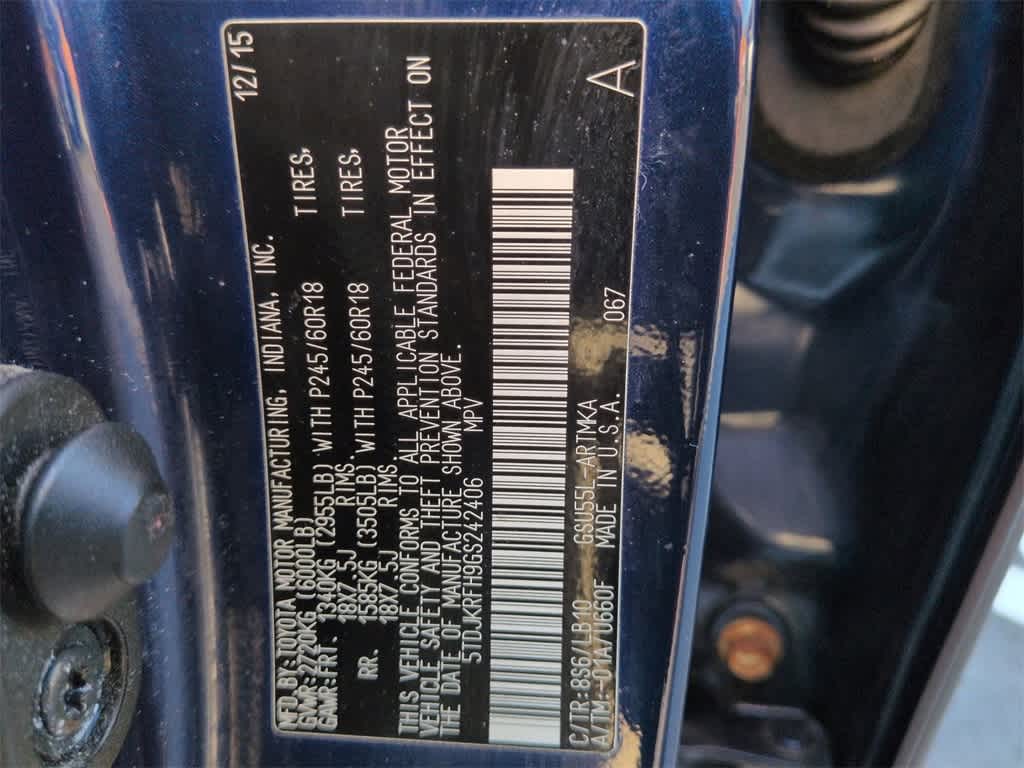 MFD.BY:TOYOTA MOTOR MANUFACTURING, INDIANA, INC. 12/15
GVWR:2720KG (6000LB)
GAWR:FRT. 1340KG (2955LB) WITH P245/60R18 TIRES,
18X7.5J RIMS
RR. 1585KG (3505LB) WITH P245/60R18 TIRES,
18X7.5J RIMS
THIS VEHICLE CONFORMS TO ALL APPLICABLE FEDERAL MOTOR
VEHICLE SAFETY AND THEFT PREVENTION STANDARDS IN EFFECT ON
THE DATE OF MANUFACTURE SHOWN ABOVE.
5TDJKRFH9GS242406 MPV
C/TR:8S6/LB10 GSU55L-ARTMKA
A/TM:-01A/U660F MADE IN U.S.A. 067 A